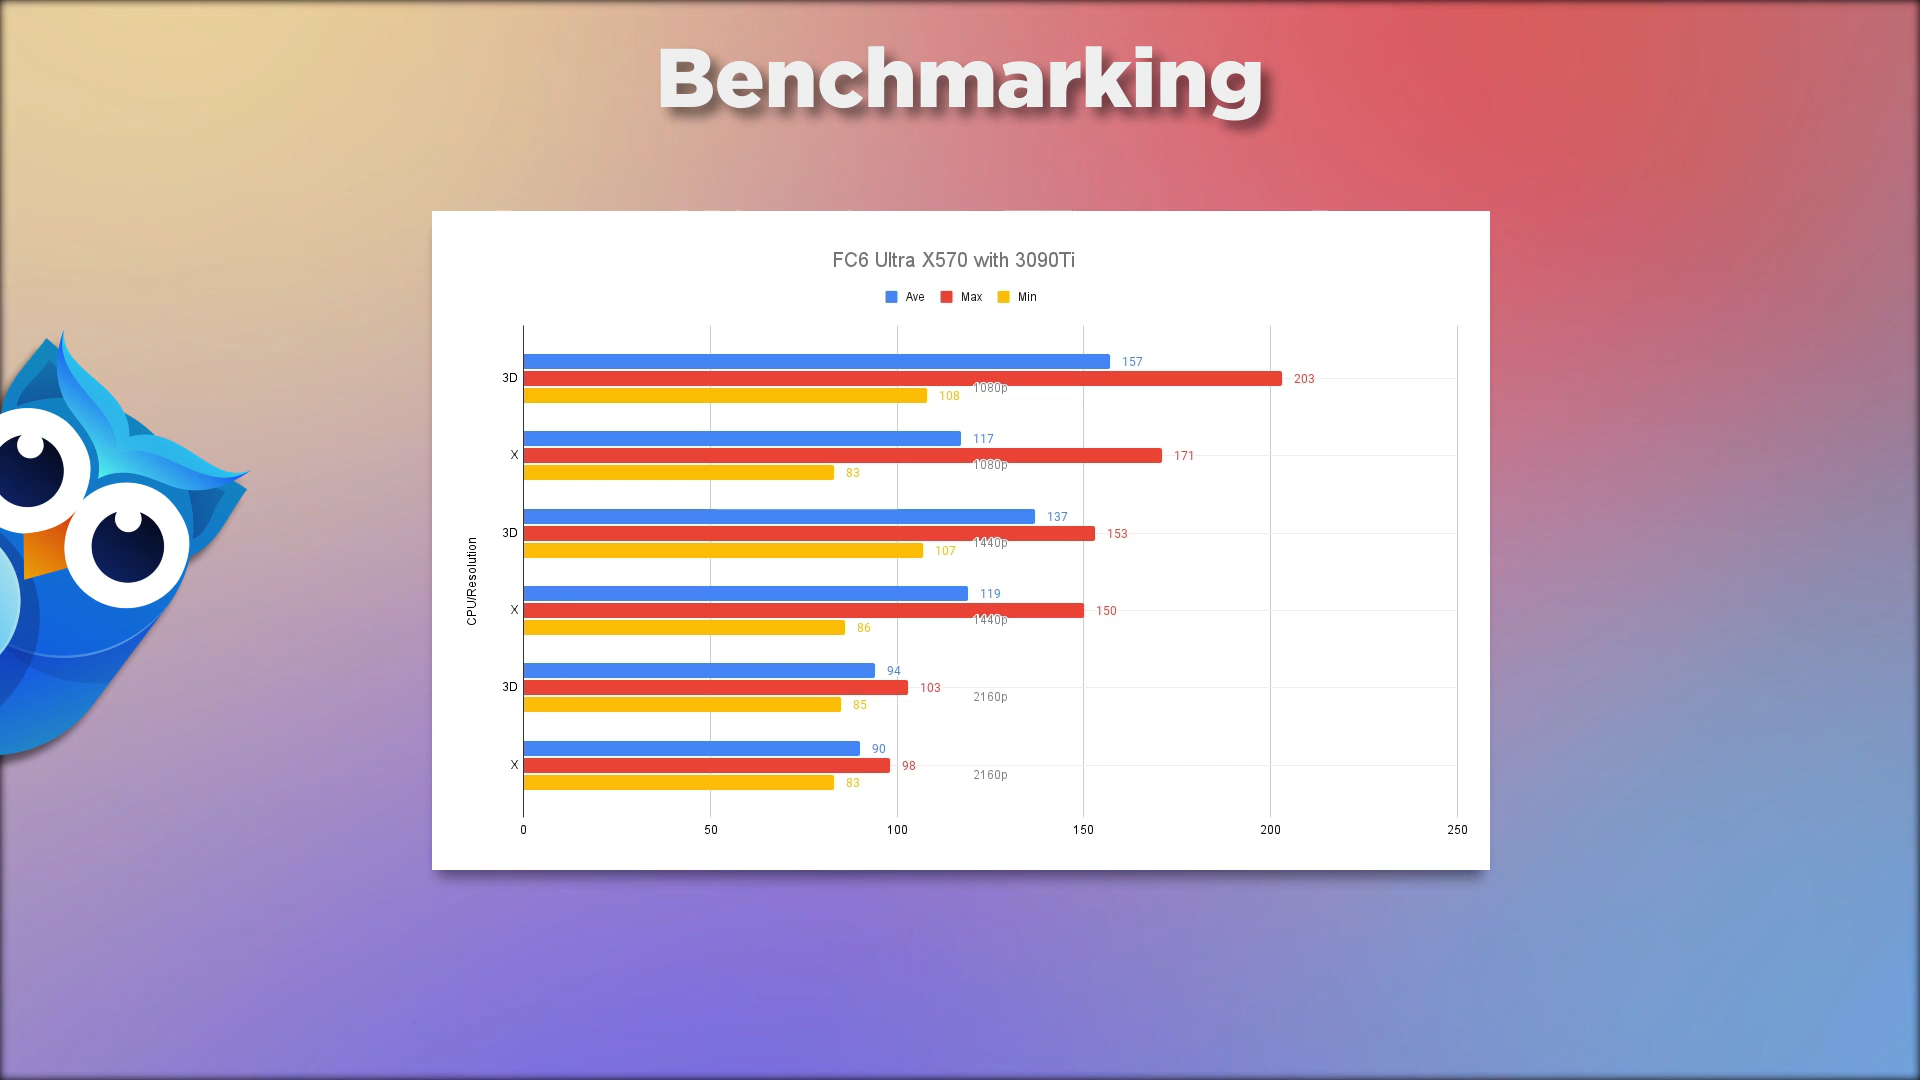 Benchmarking
FC6 Ultra X570 with 3090Ti
Ave Max Min
CPU/Resolution
157
3D 203
1080p
108
117
X 171
1080p
83
137
3D 153
1440p
107
119
X 150
1440p
86
94
3D 103
2160p
85
90
X 98
2160p
83
0 50 100 150 200 250